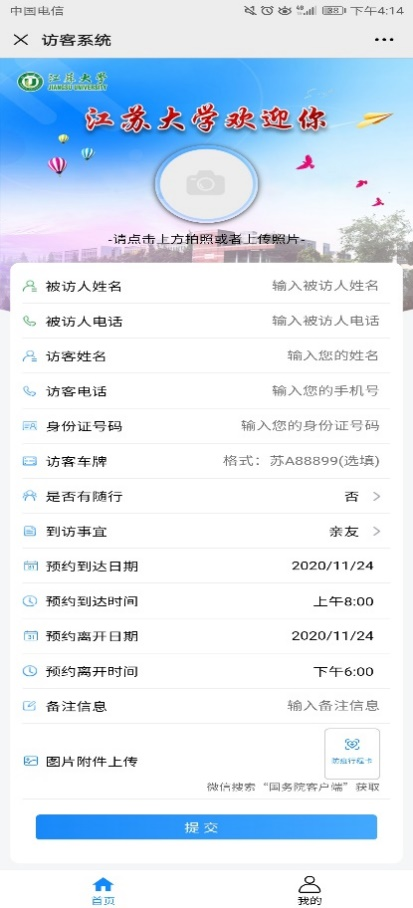 中国电信
83
下午4:14
访客系统
江苏大学
JIANGSU UNIVERSITY
江苏大学欢迎你
-请点击上方拍照或者上传照片-
被访人姓名 输入被访人姓名
被访人电话 输入被访人电话
访客姓名 输入您的姓名
访客电话 输入您的手机号
身份证号码 输入您的身份证号码
访客车牌 格式：苏A88899(选填)
是否有随行 否
到访事宜 亲友
预约到达日期 2020/11/24
预约到达时间 上午8:00
预约离开日期 2020/11/24
预约离开时间 下午6:00
备注信息 输入备注信息
图片附件上传
防疫行程卡
微信搜索“国务院客户端”获取
提交
首页
我的